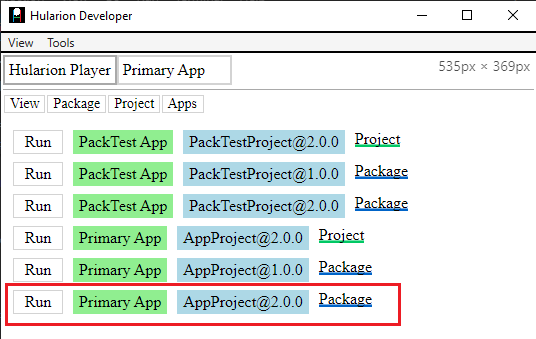 Hularion Developer
View Tools
Hularion Player Primary App 535px × 369px
View Package Project Apps
Run PackTest App PackTestProject@2.0.0 Project
Run PackTest App PackTestProject@1.0.0 Package
Run PackTest App PackTestProject@2.0.0 Package
Run Primary App AppProject@2.0.0 Project
Run Primary App AppProject@1.0.0 Package
Run Primary App AppProject@2.0.0 Package